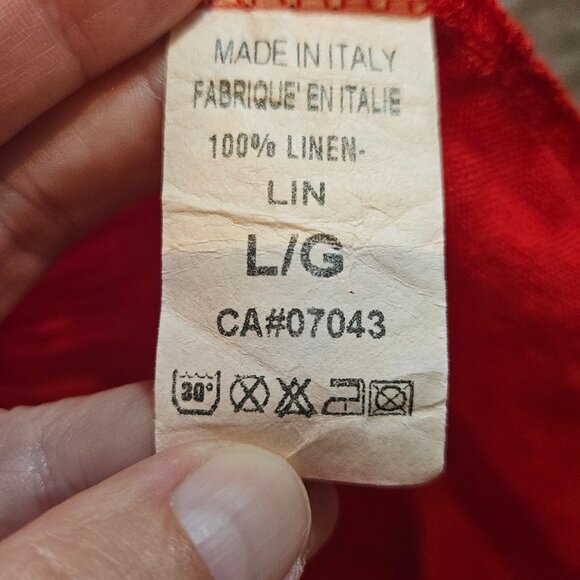 MADE IN ITALY
FABRIQUE' EN ITALIE
100% LINEN-
LIN
L/G
CA#07043
30°